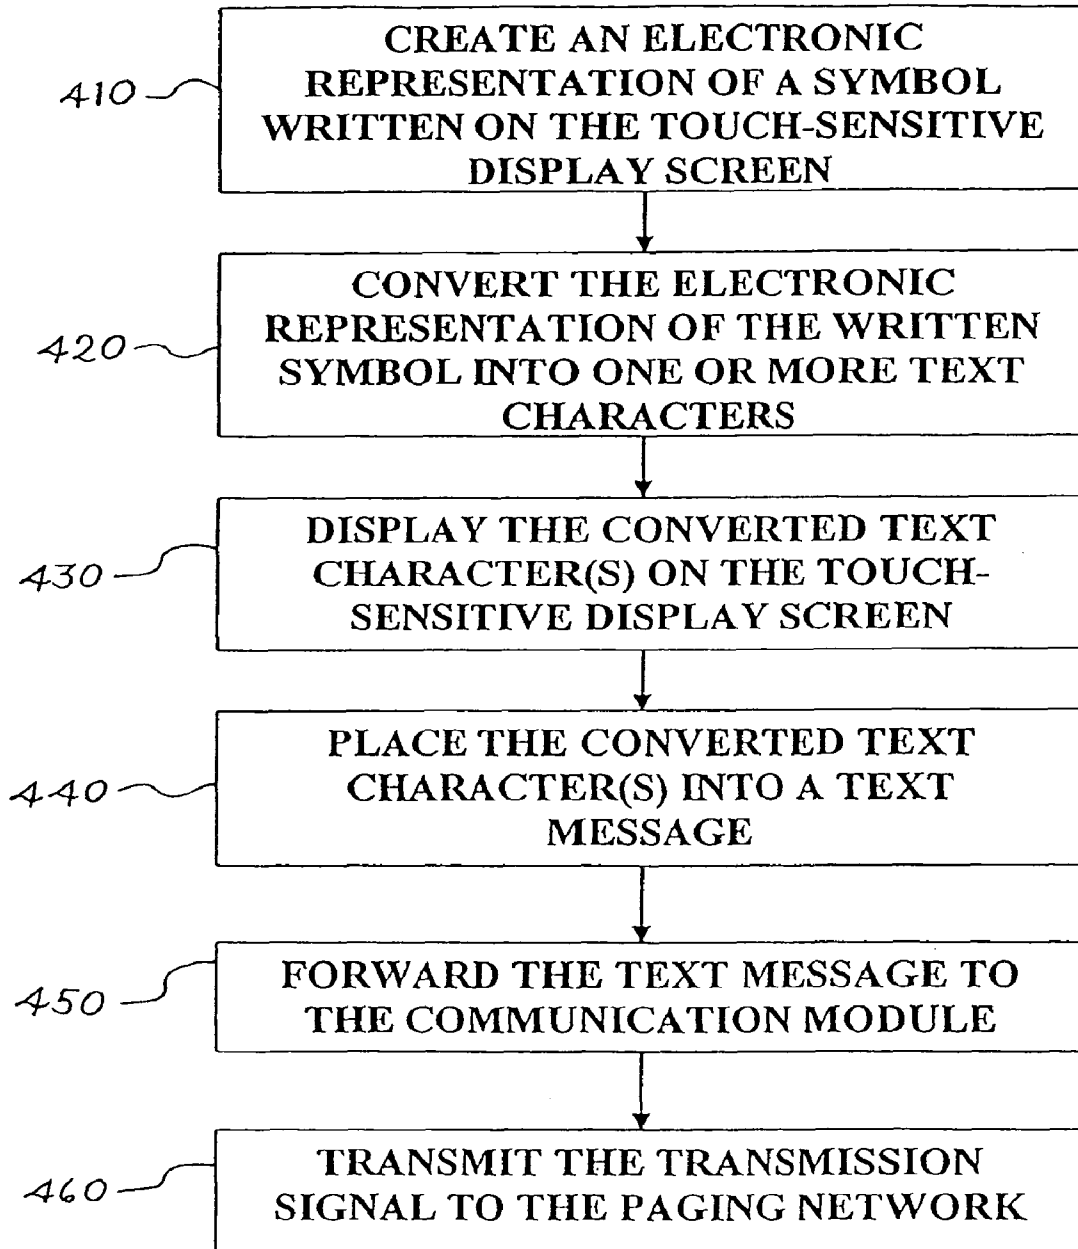 CREATE AN ELECTRONIC
REPRESENTATION OF A SYMBOL
WRITTEN ON THE TOUCH-SENSITIVE
DISPLAY SCREEN
410
CONVERT THE ELECTRONIC
REPRESENTATION OF THE WRITTEN
SYMBOL INTO ONE OR MORE TEXT
CHARACTERS
420
DISPLAY THE CONVERTED TEXT
CHARACTER(S) ON THE TOUCH-
SENSITIVE DISPLAY SCREEN
430
PLACE THE CONVERTED TEXT
CHARACTER(S) INTO A TEXT
MESSAGE
440
FORWARD THE TEXT MESSAGE TO
THE COMMUNICATION MODULE
450
TRANSMIT THE TRANSMISSION
SIGNAL TO THE PAGING NETWORK
460